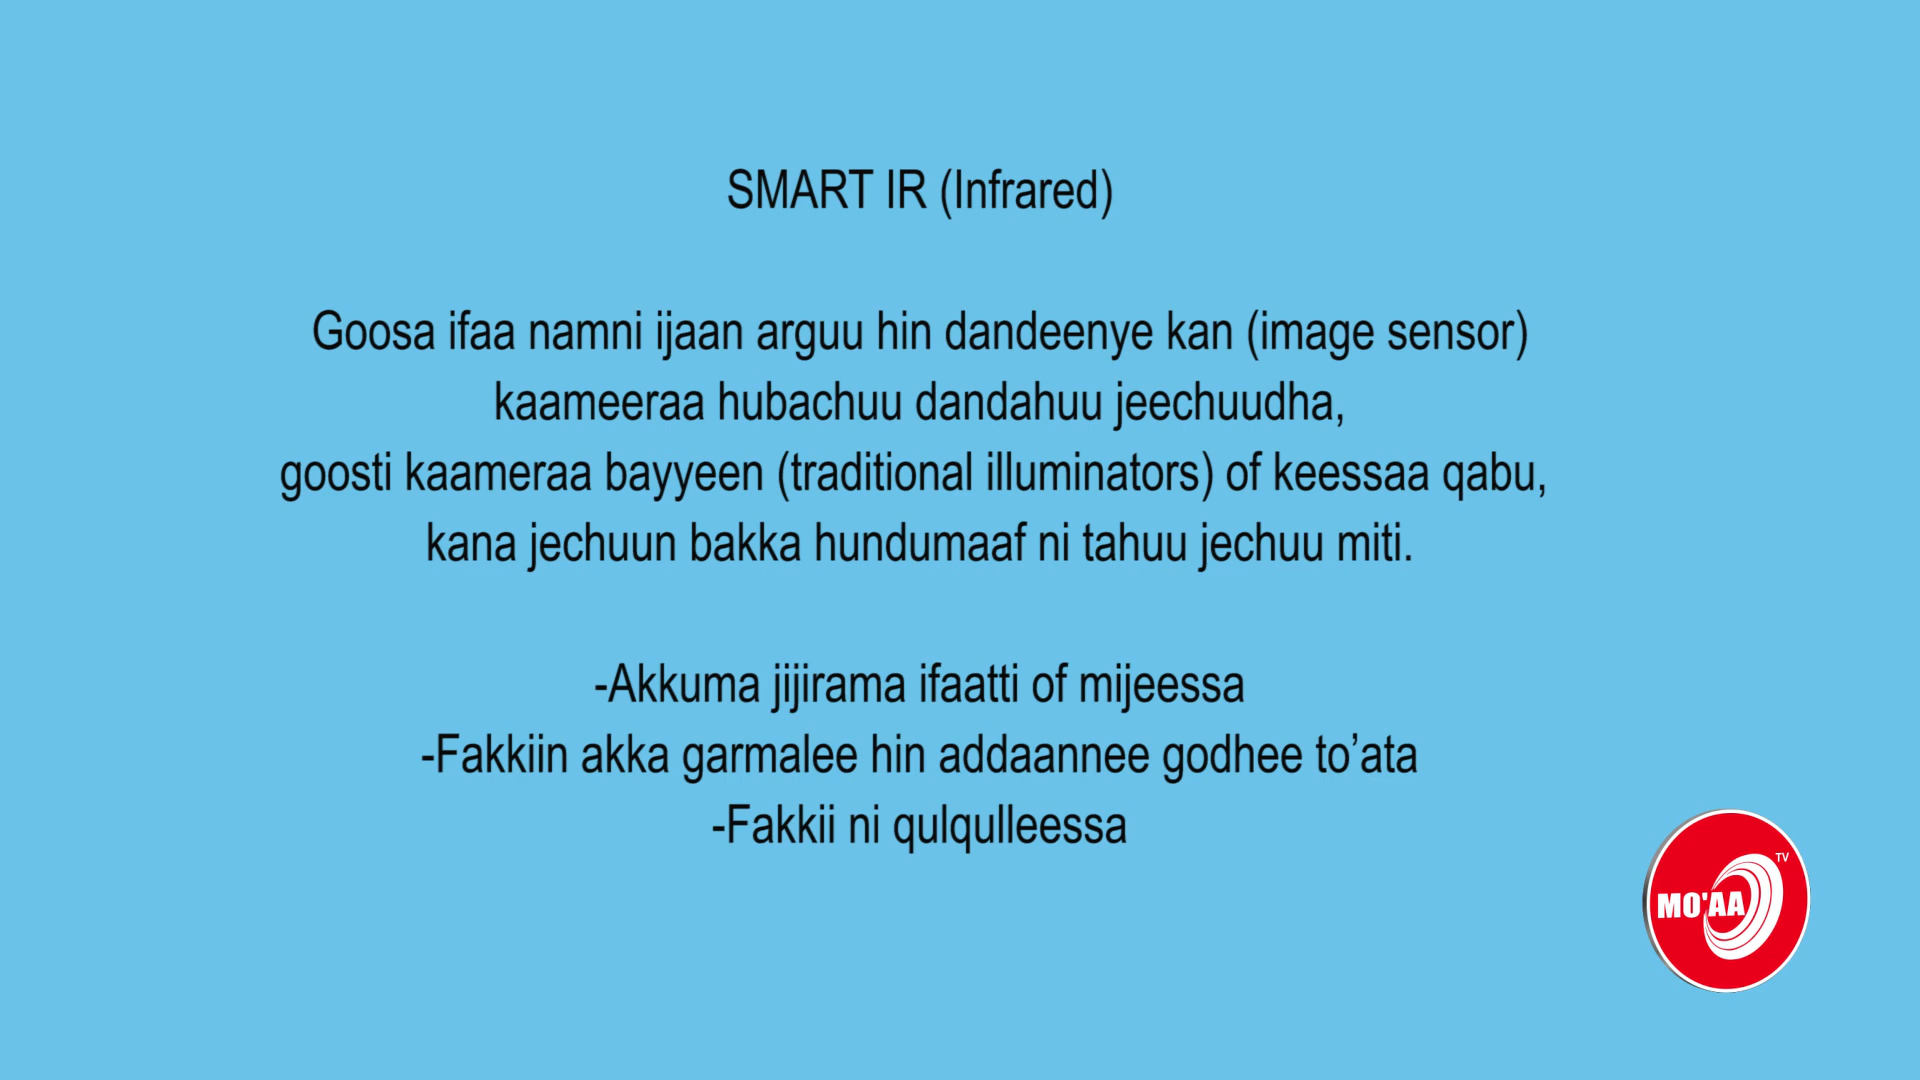 SMART IR (Infrared)
Goosa ifaa namni ijaan arguu hin dandeenye kan (image sensor)
kaameeraa hubachuu dandahuu jeechuudha,
goosti kaameraa bayyeen (traditional illuminators) of keessaa qabu,
kana jechuun bakka hundumaaf ni tahuu jechuu miti.
-Akkuma jijirama ifaatti of mijeessa
-Fakkiin akka garmalee hin addaannee godhee to’ata
-Fakkii ni qulqulleessa
TV
MO'AA